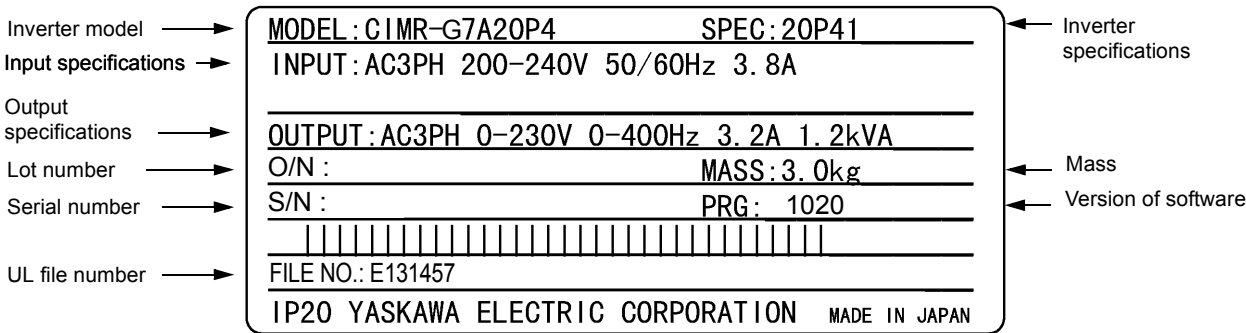 Inverter model
MODEL:CIMR-G7A20P4 SPEC:20P41
Inverter
specifications
Input specifications
INPUT:AC3PH 200-240V 50/60Hz 3.8A
Output
specifications
OUTPUT:AC3PH 0-230V 0-400Hz 3.2A 1.2kVA
Lot number
O/N :
MASS:3.0kg
Mass
Serial number
S/N :
PRG: 1020
Version of software
UL file number
FILE NO.: E131457
IP20 YASKAWA ELECTRIC CORPORATION MADE IN JAPAN